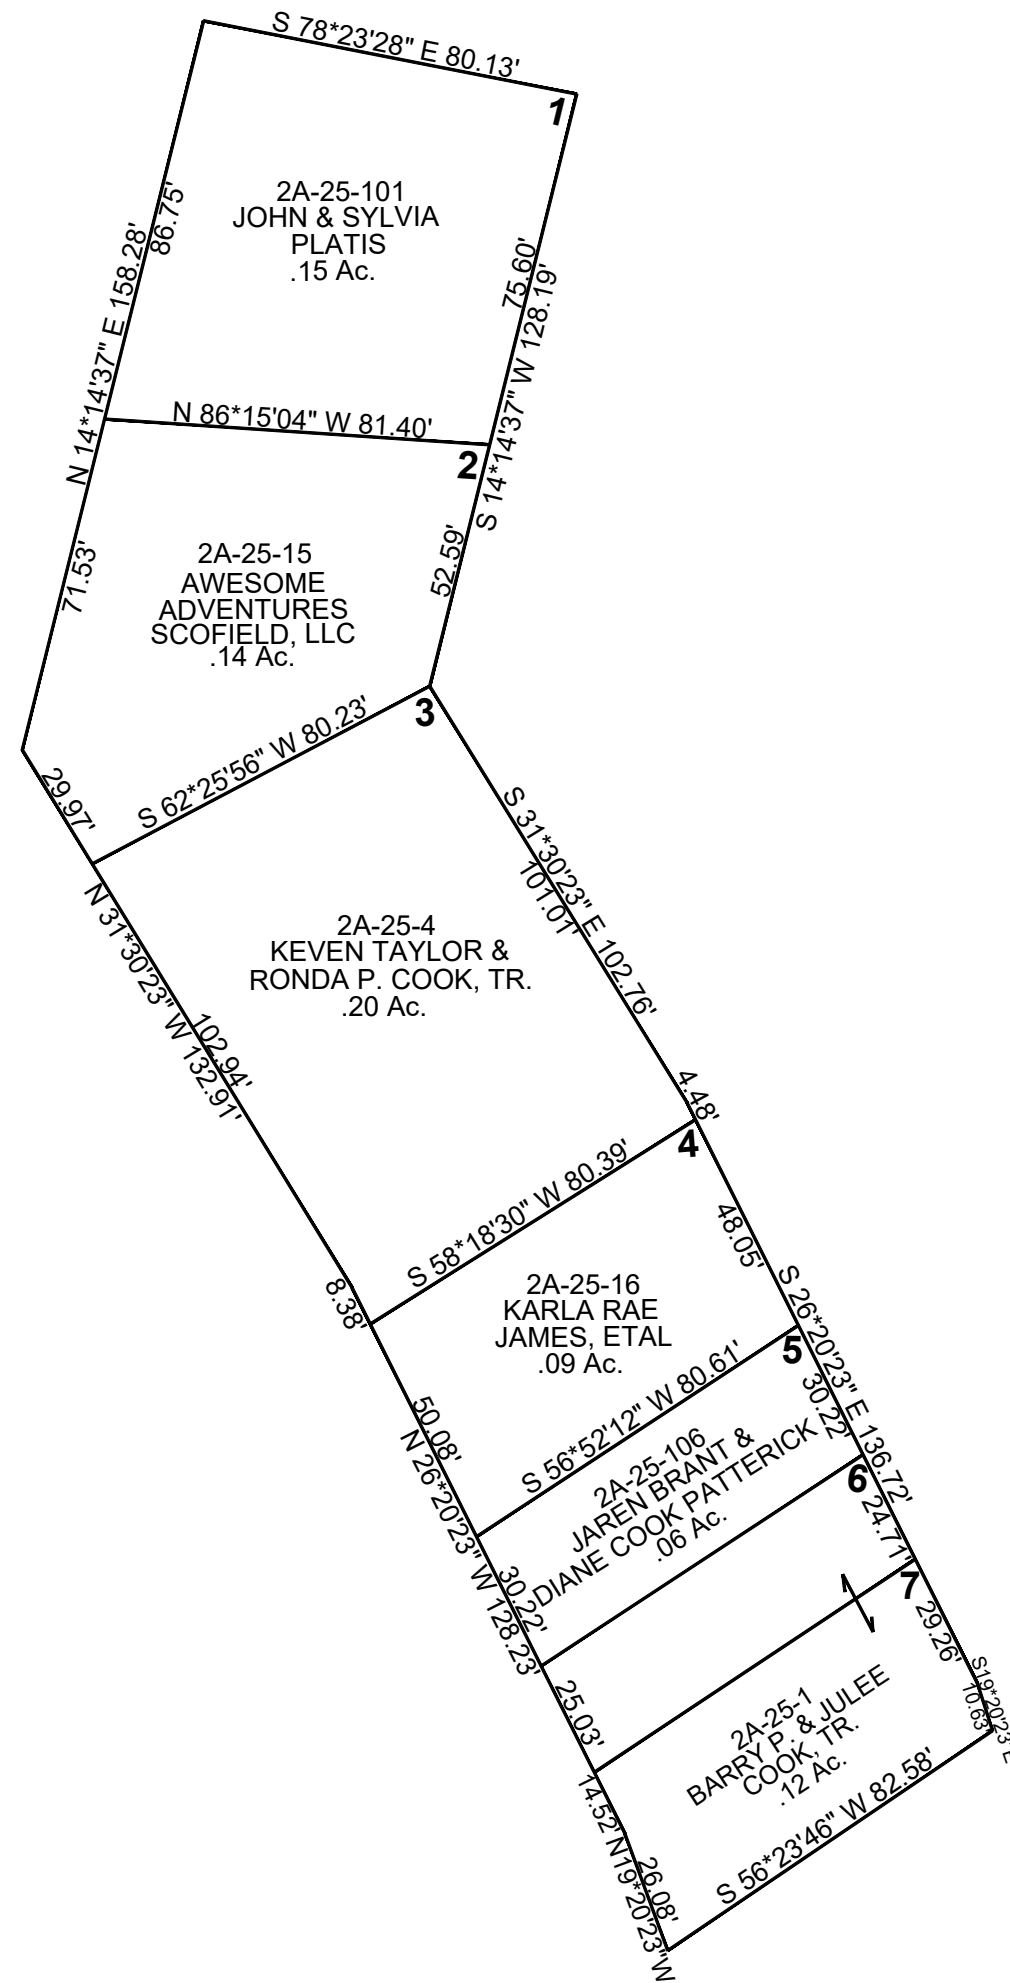 S 78*23'28" E 80.13'
1
2A-25-101
JOHN & SYLVIA
PLATIS
.15 Ac.
86.75'
N 14*14'37" E 158.28'
75.60'
S 14*14'37" W 128.19'
N 86*15'04" W 81.40'
2
2A-25-15
AWESOME
ADVENTURES
SCOFIELD, LLC
.14 Ac.
71.53'
52.59'
S 62*25'56" W 80.23'
3
29.97'
S 31*30'23" E 102.76'
101.01'
2A-25-4
KEVEN TAYLOR &
RONDA P. COOK, TR.
.20 Ac.
N 31*30'23" W 132.91'
102.94'
4.48'
4
S 58*18'30" W 80.39'
8.38'
48.05'
2A-25-16
KARLA RAE
JAMES, ETAL
.09 Ac.
S 26*20'23" E 136.72'
5
S 56*52'12" W 80.61'
50.08'
N 26*20'23" W 128.23'
30.22'
2A-25-106
JAREN BRANT &
DIANE COOK PATTERICK
.06 Ac.
6
30.22'
24.71'
7
25.03'
29.26'
S19*20'23"E
10.63'
2A-25-1
BARRY P. & JULEE
COOK, TR.
.12 Ac.
14.52'
S 56*23'46" W 82.58'
26.08'
N19*20'23"W